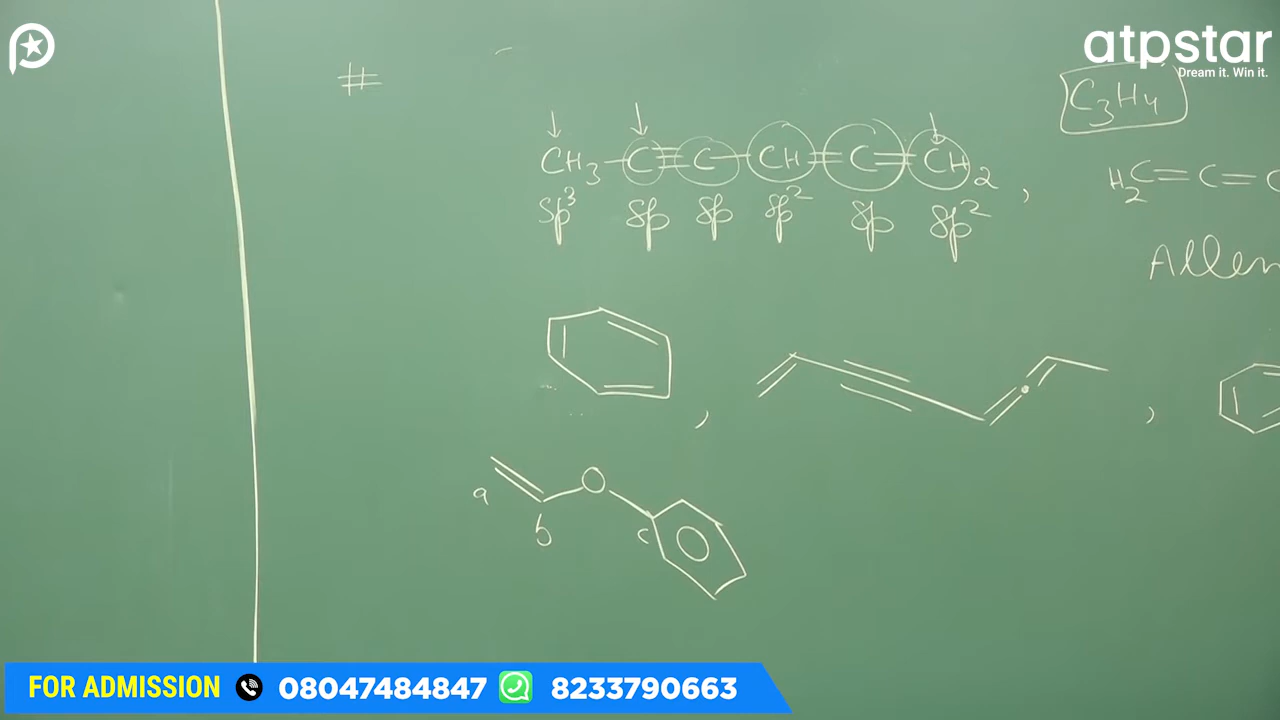 atpstar
Dream it. Win it.
#
C₃H₄
CH₃–C≡C–CH=C=CH₂ ,
H₂C=C=C
sp³ sp sp sp² sp sp²
Allen
, ,
O
a b c
FOR ADMISSION 08047484847 8233790663